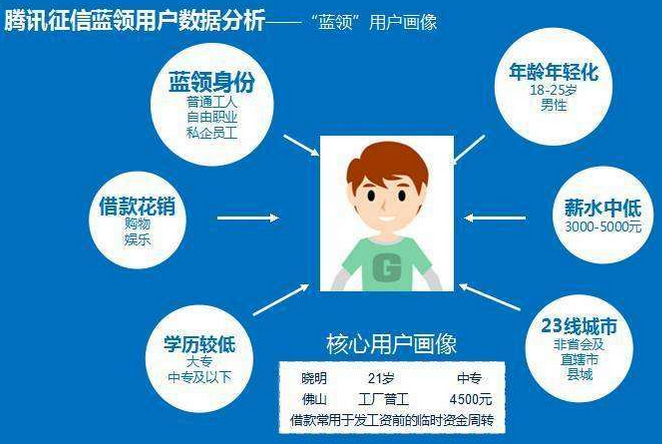 腾讯征信蓝领用户数据分析——“蓝领”用户画像
蓝领身份
普通工人
自由职业
私企员工
年龄年轻化
18-25岁
男性
借款花销
购物
娱乐
薪水中低
3000-5000元
学历较低
大专
中专及以下
23线城市
非省会及
直辖市
县城
G
核心用户画像
晓明 21岁 中专
佛山 工厂普工 4500元
借款常用于发工资前的临时资金周转